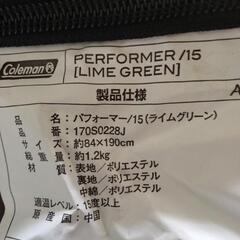 Coleman
PERFORMER /15
[LIME GREEN]
製品仕様
品名：パフォーマー/15（ライムグリーン）
品番：170S0228J
サイズ：約84×190cm
重量：約1.2kg
材質：表地／ポリエステル
裏地／ポリエステル
中綿／ポリエステル
適温レベル：15度以上
原産国：中国